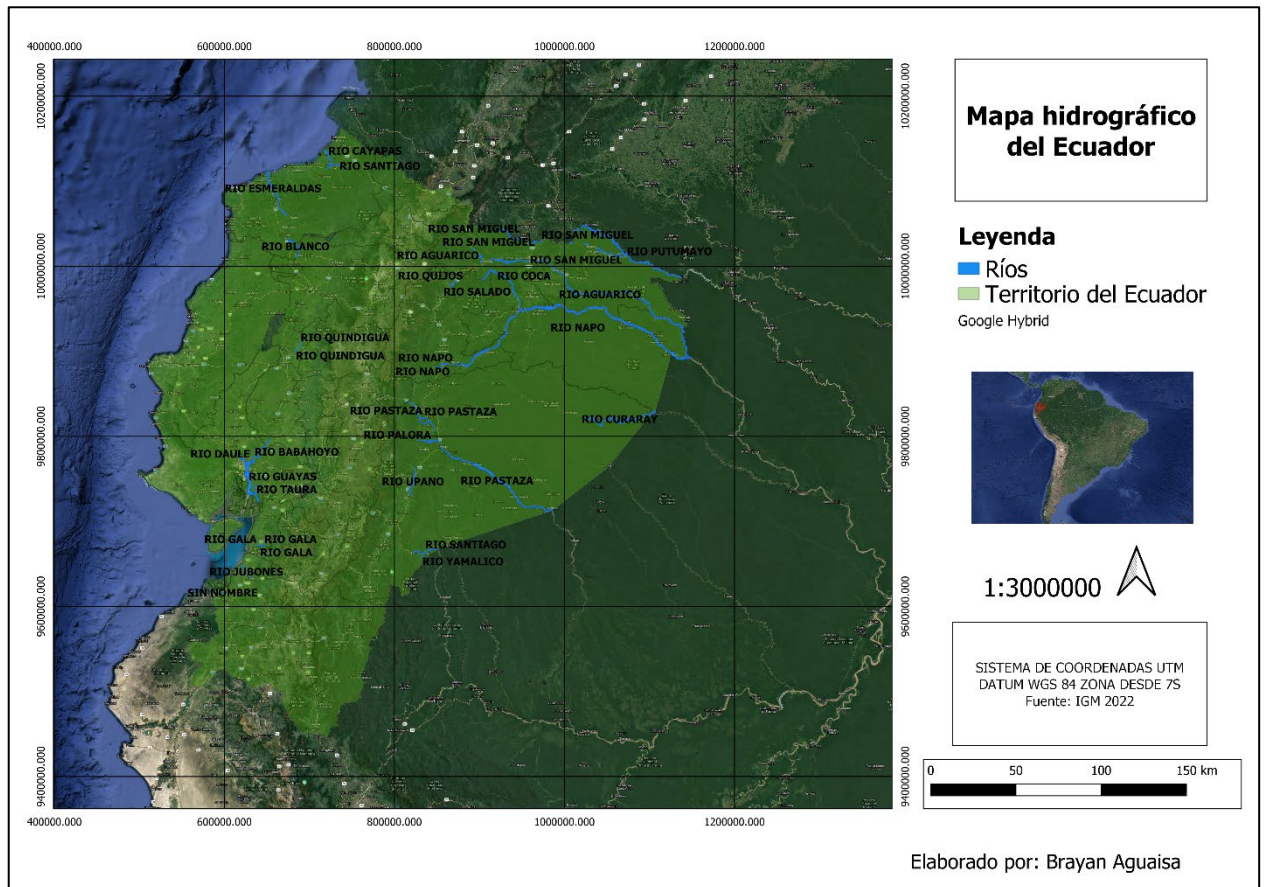 400000.000 600000.000 800000.000 1000000.000 1200000.000
10200000.000
10000000.000
9800000.000
9600000.000
9400000.000
RIO CAYAPAS
RIO SANTIAGO
RIO ESMERALDAS
RIO BLANCO
RIO SAN MIGUEL
RIO SAN MIGUEL
RIO SAN MIGUEL
RIO PUTUMAYO
RIO AGUARICO
RIO SAN MIGUEL
RIO QUIJOS
RIO COCA
RIO SALADO
RIO AGUARICO
RIO NAPO
RIO QUINDIGUA
RIO QUINDIGUA
RIO NAPO
RIO NAPO
RIO PASTAZA
RIO PASTAZA
RIO CURARAY
RIO PALORA
RIO DAULE
RIO BABAHOYO
RIO GUAYAS
RIO TAURA
RIO UPANO
RIO PASTAZA
RIO GALA
RIO GALA
RIO GALA
RIO SANTIAGO
RIO YAMALICO
RIO JUBONES
SIN NOMBRE
10200000.000
10000000.000
9800000.000
9600000.000
9400000.000
400000.000 600000.000 800000.000 1000000.000 1200000.000
Mapa hidrográfico
del Ecuador
Leyenda
Ríos
Territorio del Ecuador
Google Hybrid
1:3000000
SISTEMA DE COORDENADAS UTM
DATUM WGS 84 ZONA DESDE 7S
Fuente: IGM 2022
0 50 100 150 km
Elaborado por: Brayan Aguaisa